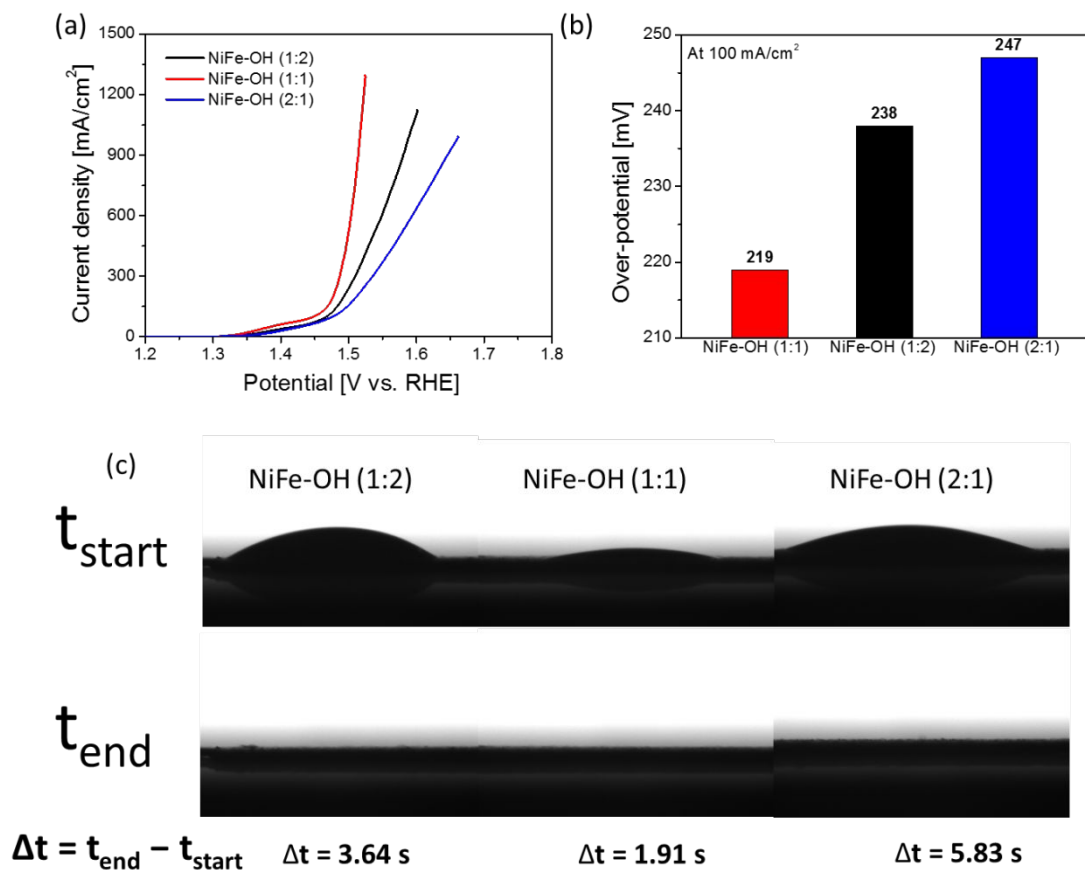 (a)
1500
1200
900
600
300
0
1.2 1.3 1.4 1.5 1.6 1.7 1.8
Current density [mA/cm²]
Potential [V vs. RHE]
NiFe-OH (1:2)
NiFe-OH (1:1)
NiFe-OH (2:1)
(b)
250
240
230
220
210
Over-potential [mV]
At 100 mA/cm²
219
238
247
NiFe-OH (1:1) NiFe-OH (1:2) NiFe-OH (2:1)
(c)
NiFe-OH (1:2) NiFe-OH (1:1) NiFe-OH (2:1)
tstart
tend
Δt = tend – tstart Δt = 3.64 s Δt = 1.91 s Δt = 5.83 s